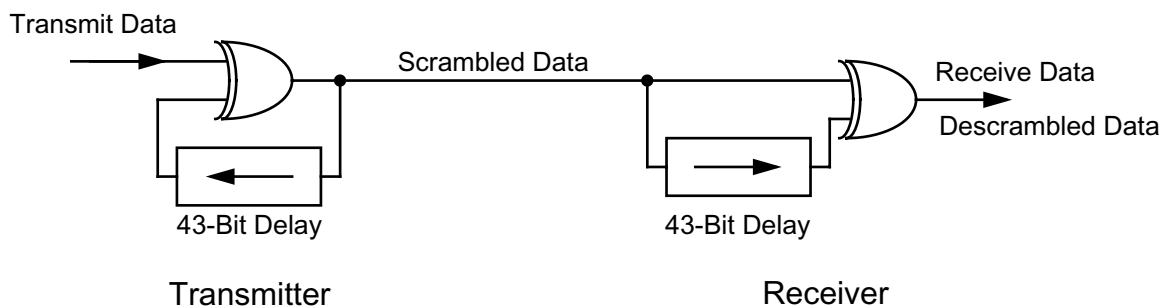 Transmit Data
Scrambled Data
Receive Data
Descrambled Data
43-Bit Delay
43-Bit Delay
Transmitter
Receiver